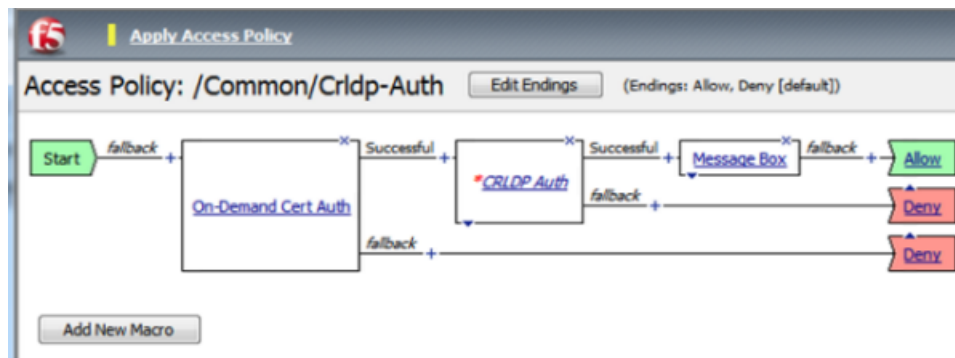 f5 Apply Access Policy
Access Policy: /Common/Crldp-Auth Edit Endings (Endings: Allow, Deny [default])
Start fallback + On-Demand Cert Auth Successful + *CRLDP Auth Successful + Message Box fallback + Allow
fallback + Deny
fallback + Deny
Add New Macro